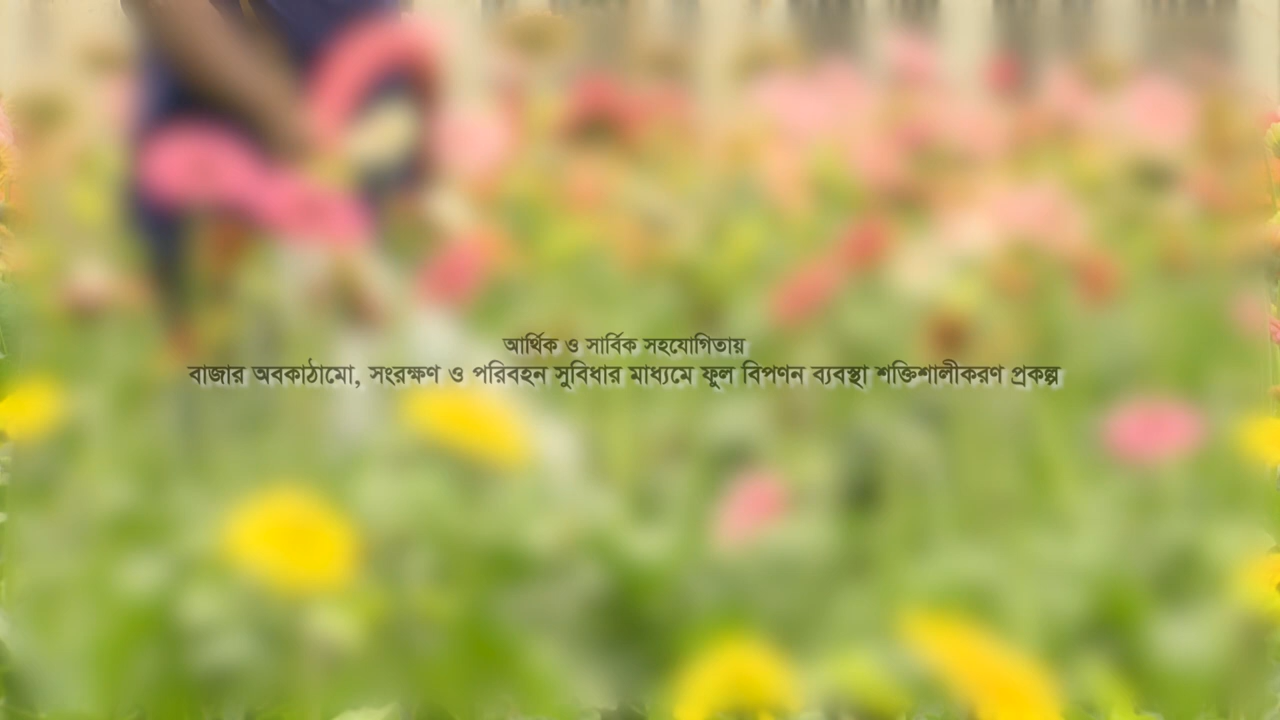 আর্থিক ও সার্বিক সহযোগিতায়
বাজার অবকাঠামো, সংরক্ষণ ও পরিবহন সুবিধার মাধ্যমে ফুল বিপণন ব্যবস্থা শক্তিশালীকরণ প্রকল্প